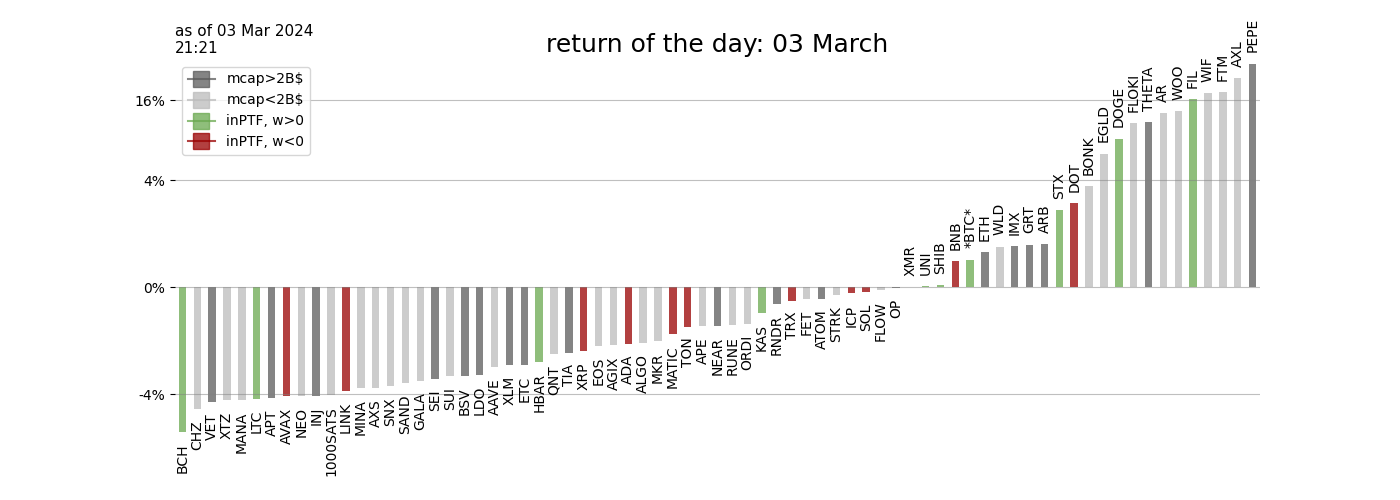 as of 03 Mar 2024
21:21
return of the day: 03 March
mcap>2B$
mcap<2B$
inPTF, w>0
inPTF, w<0
16%
4%
0%
-4%
BCH
CHZ
VET
XTZ
MANA
LTC
APT
AVAX
NEO
INJ
1000SATS
LINK
MINA
AXS
SNX
SAND
GALA
SEI
SUI
BSV
LDO
AAVE
XLM
ETC
HBAR
QNT
TIA
XRP
EOS
AGIX
ADA
ALGO
MKR
MATIC
TON
APE
NEAR
RUNE
ORDI
KAS
RNDR
TRX
FET
ATOM
STRK
ICP
SOL
FLOW
OP
XMR
UNI
SHIB
BNB
*BTC*
ETH
WLD
IMX
GRT
ARB
STX
DOT
BONK
EGLD
DOGE
FLOKI
THETA
AR
WOO
FIL
WIF
FTM
AXL
PEPE